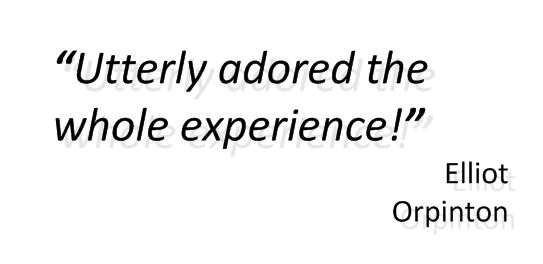 “Utterly adored the
whole experience!”
Elliot
Orpinton